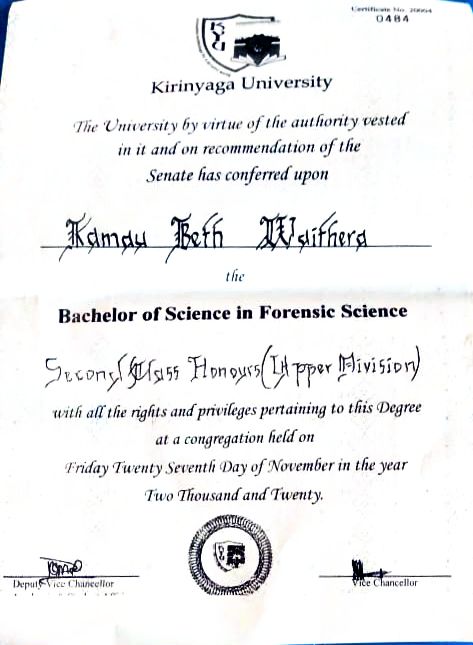 Certificate No.
0484
KyU
Kirinyaga University
The University by virtue of the authority vested
in it and on recommendation of the
Senate has conferred upon
Kamau Beth Waithera
the
Bachelor of Science in Forensic Science
Second Class Honours (Upper Division)
with all the rights and privileges pertaining to this Degree
at a congregation held on
Friday Twenty Seventh Day of November in the year
Two Thousand and Twenty.
Deputy Vice Chancellor
Vice Chancellor